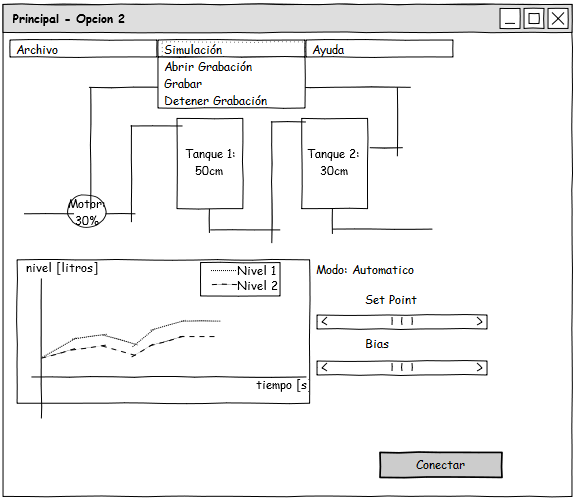 Principal - Opcion 2
Archivo Simulación Ayuda
Abrir Grabación
Grabar
Detener Grabación
Tanque 1:
50cm
Tanque 2:
30cm
Motor:
30%
nivel [litros]
Nivel 1
Nivel 2
tiempo [s
Modo: Automatico
Set Point
Bias
Conectar